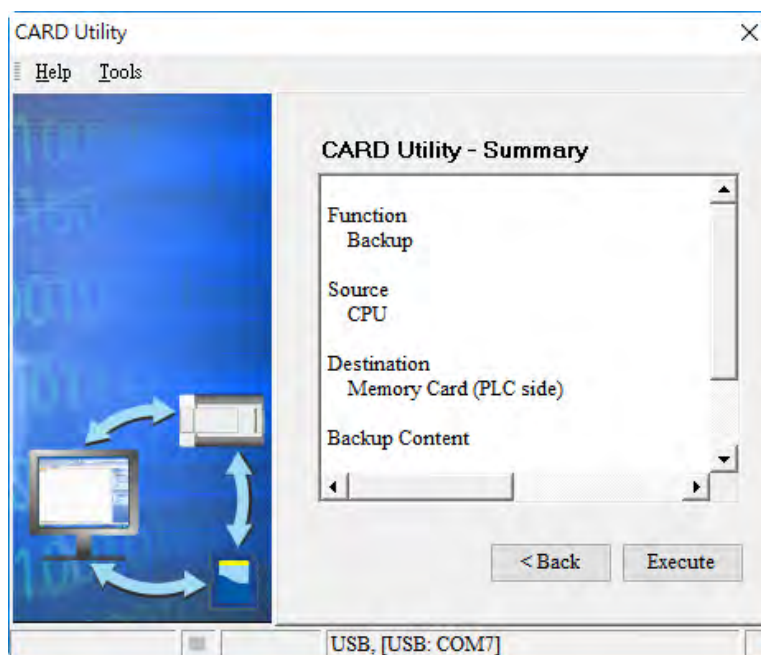 CARD Utility
Help Tools
CARD Utility - Summary
Function
Backup
Source
CPU
Destination
Memory Card (PLC side)
Backup Content
< Back Execute
USB, [USB: COM7]